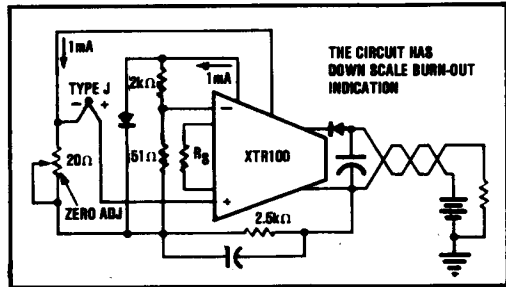 1mA
TYPE J
- +
20Ω
ZERO ADJ
2kΩ
1mA
51Ω
RS
-
+
XTR100
2.5kΩ
THE CIRCUIT HAS
DOWN SCALE BURN-OUT
INDICATION